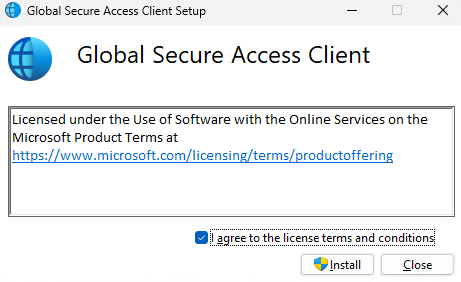 Global Secure Access Client Setup
Global Secure Access Client
Licensed under the Use of Software with the Online Services on the
Microsoft Product Terms at
https://www.microsoft.com/licensing/terms/productoffering
I agree to the license terms and conditions
Install
Close